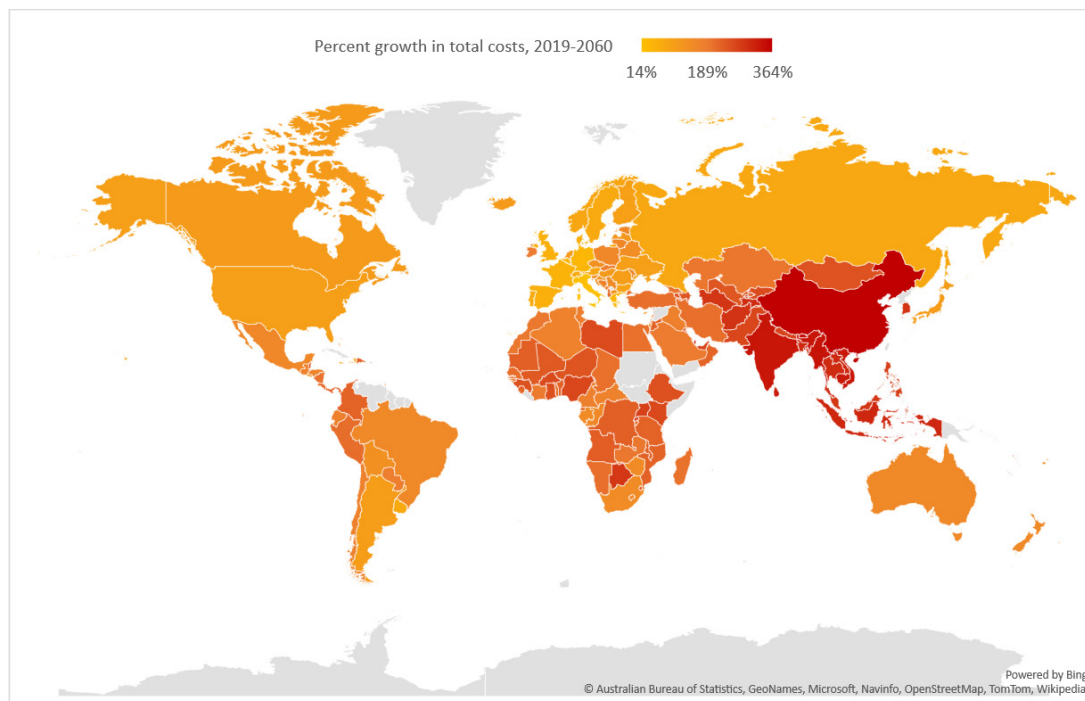 Percent growth in total costs, 2019-2060
14% 189% 364%
Powered by Bing
© Australian Bureau of Statistics, GeoNames, Microsoft, Navinfo, OpenStreetMap, TomTom, Wikipedia